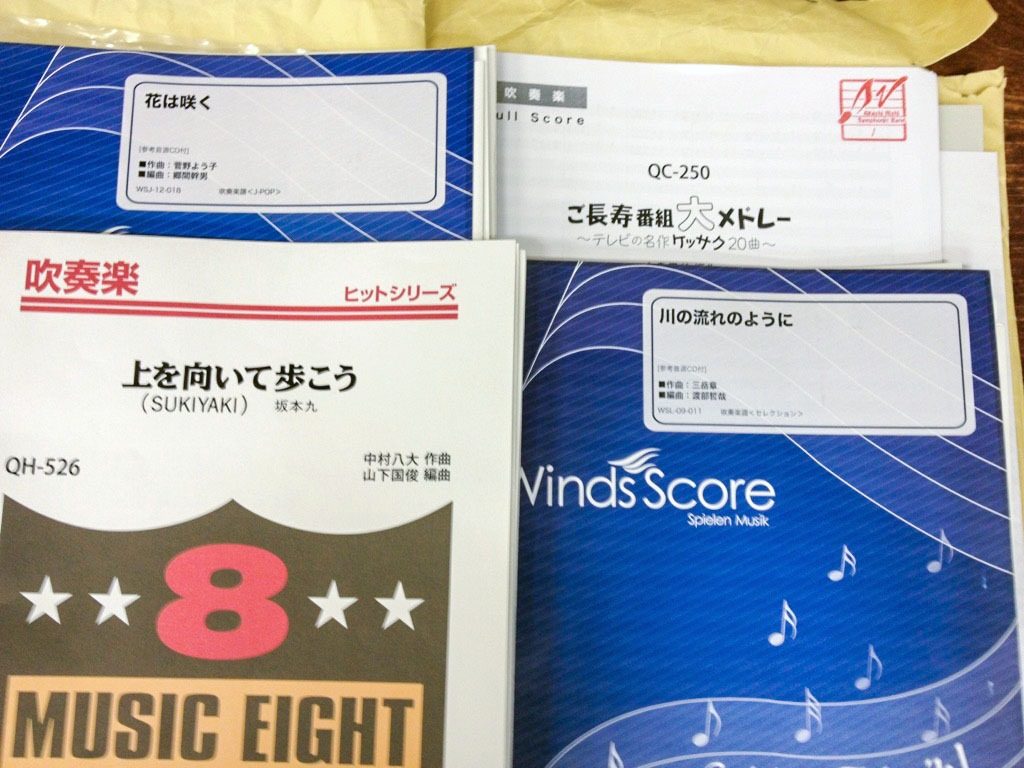 花は咲く
[参考音源CD付]
■作曲：菅野よう子
■編曲：郷間幹男
WSJ-12-018 吹奏楽譜<J-POP>
吹奏楽
ull Score
QC-250
ご長寿番組大メドレー
～テレビの名作ケッサク20曲～
吹奏楽
ヒットシリーズ
上を向いて歩こう
(SUKIYAKI) 坂本九
QH-526
中村八大 作曲
山下国俊 編曲
8
MUSIC EIGHT
川の流れのように
[参考音源CD付]
■作曲：三岳章
■編曲：渡部哲哉
WSL-09-011 吹奏楽譜<セレクション>
Winds Score
Spielen Musik